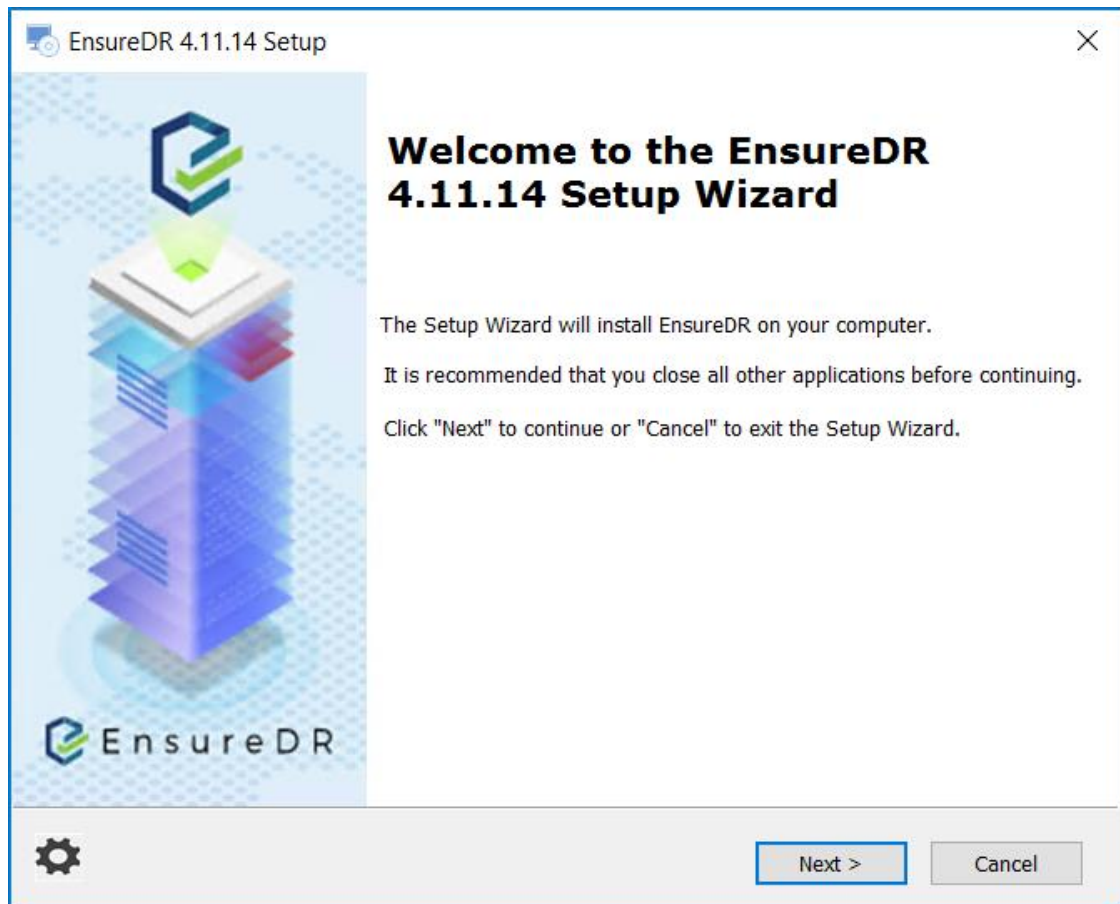 EnsureDR 4.11.14 Setup
Welcome to the EnsureDR
4.11.14 Setup Wizard
The Setup Wizard will install EnsureDR on your computer.
It is recommended that you close all other applications before continuing.
Click "Next" to continue or "Cancel" to exit the Setup Wizard.
EnsureDR
Next >
Cancel